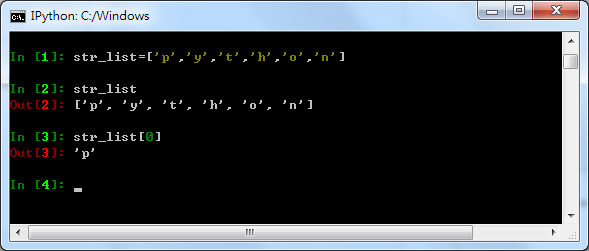 IPython: C:/Windows
In [1]: str_list=['p','y','t','h','o','n']
In [2]: str_list
Out[2]: ['p', 'y', 't', 'h', 'o', 'n']
In [3]: str_list[0]
Out[3]: 'p'
In [4]: